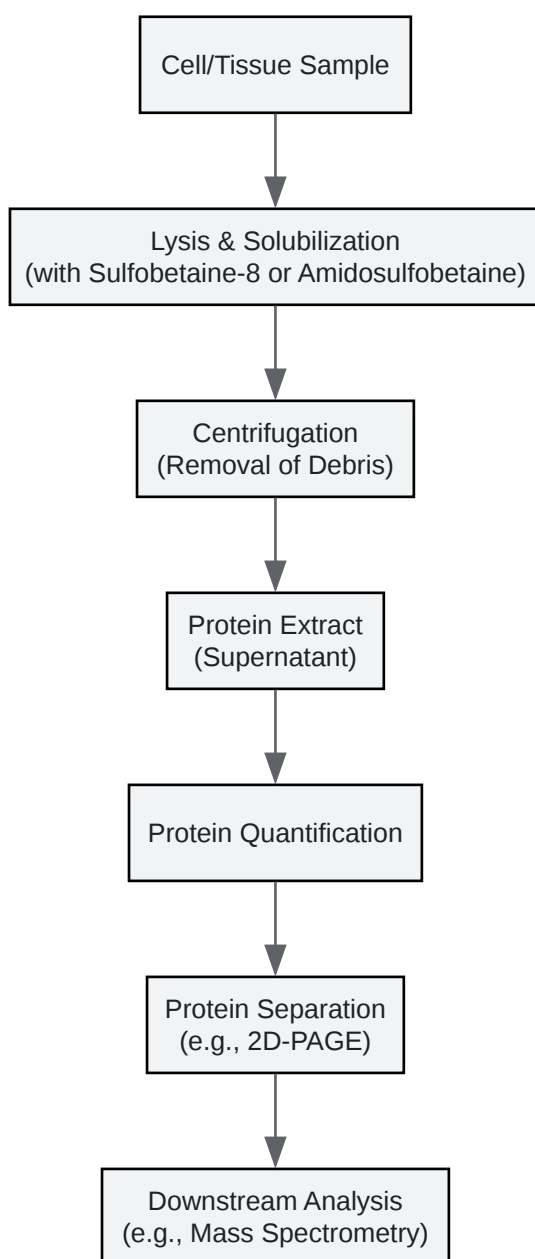 Cell/Tissue Sample
Lysis & Solubilization
(with Sulfobetaine-8 or Amidosulfobetaine)
Centrifugation
(Removal of Debris)
Protein Extract
(Supernatant)
Protein Quantification
Protein Separation
(e.g., 2D-PAGE)
Downstream Analysis
(e.g., Mass Spectrometry)